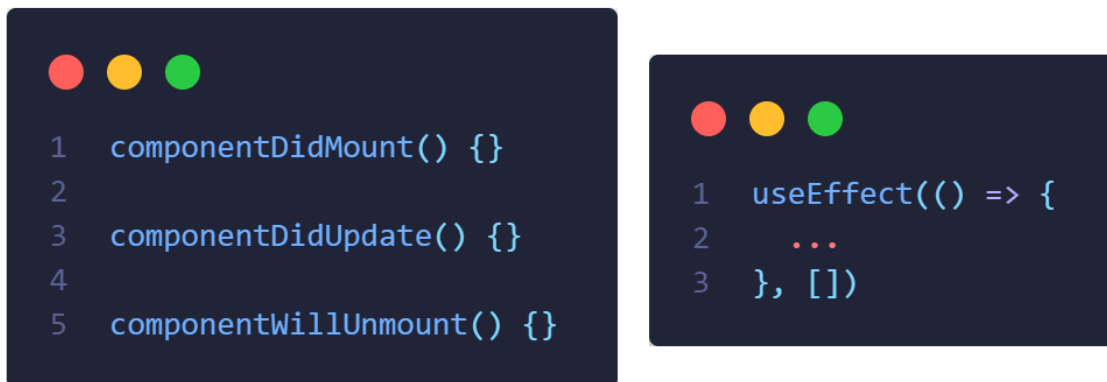 1 componentDidMount() {}
2
3 componentDidUpdate() {}
4
5 componentWillUnmount() {}
1 useEffect(() => {
2 ...
3 }, [])